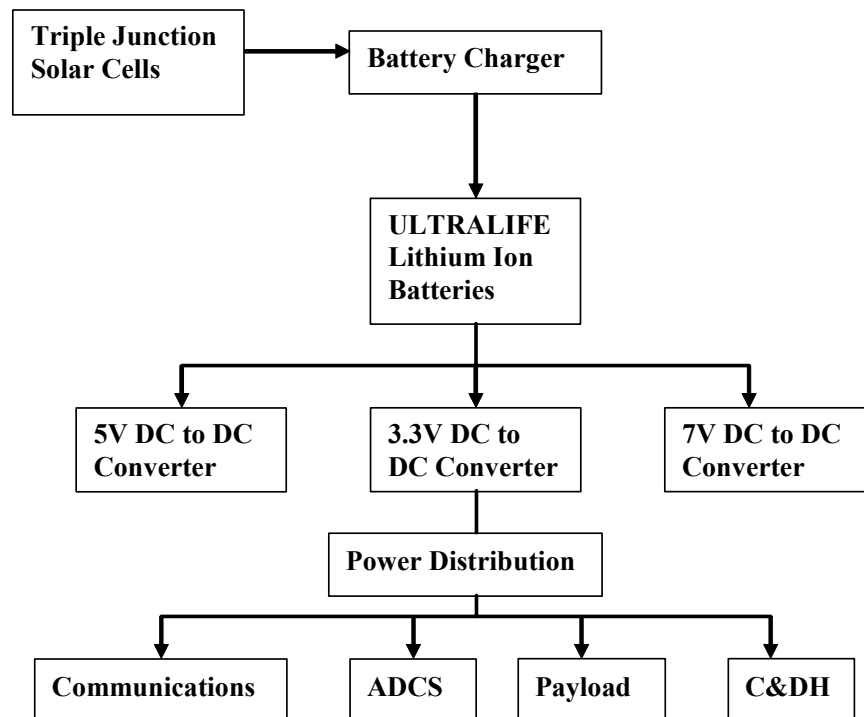 Triple Junction
Solar Cells
Battery Charger
ULTRALIFE
Lithium Ion
Batteries
5V DC to DC
Converter
3.3V DC to
DC Converter
7V DC to DC
Converter
Power Distribution
Communications
ADCS
Payload
C&DH